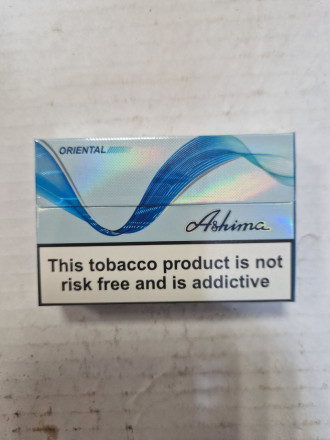 ORIENTAL
Ashima
This tobacco product is not
risk free and is addictive